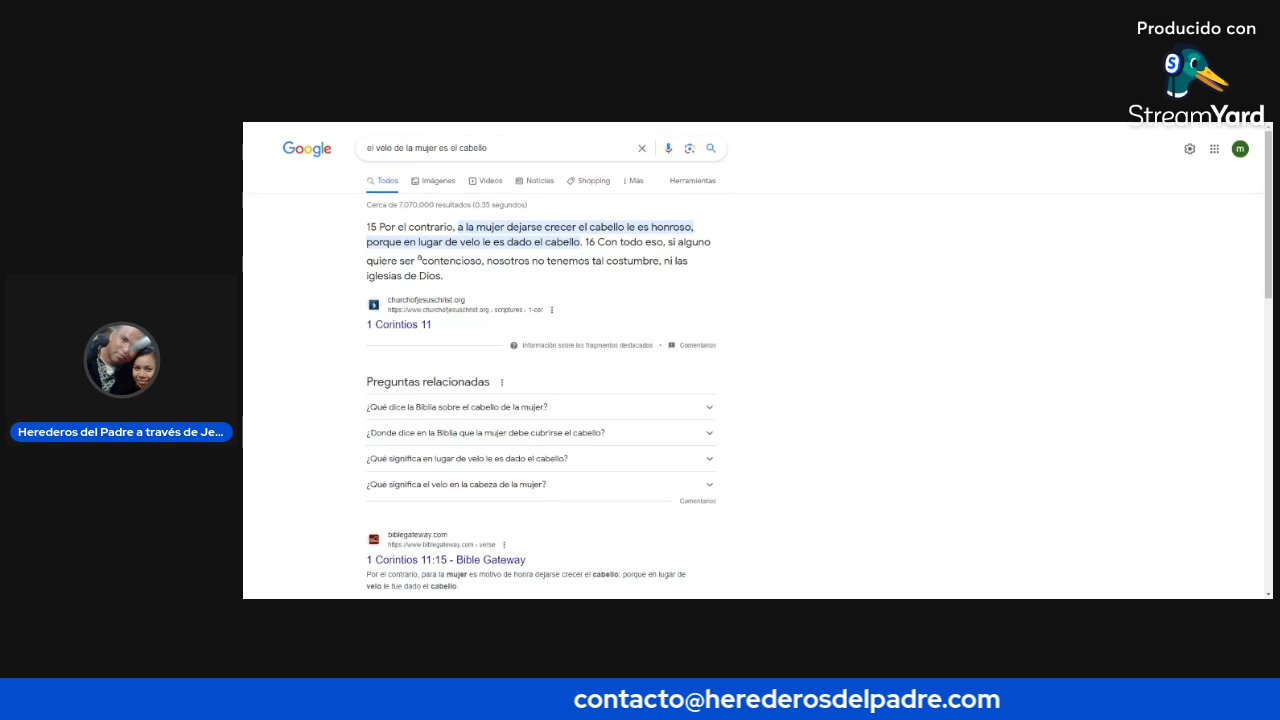 Producido con
StreamYard
Google
el velo de la mujer es el cabello
m
Todos
Imágenes
Videos
Noticias
Shopping
Más
Herramientas
Cerca de 7,070,000 resultados (0.35 segundos)
15 Por el contrario, a la mujer dejarse crecer el cabello le es honroso,
porque en lugar de velo le es dado el cabello. 16 Con todo eso, si alguno
quiere ser acontencioso, nosotros no tenemos tal costumbre, ni las
iglesias de Dios.
churchofjesuschrist.org
https://www.churchofjesuschrist.org › scriptures › 1-cor
1 Corintios 11
Información sobre los fragmentos destacados • Comentarios
Preguntas relacionadas
¿Qué dice la Biblia sobre el cabello de la mujer?
¿Donde dice en la Biblia que la mujer debe cubrirse el cabello?
¿Qué significa en lugar de velo le es dado el cabello?
¿Qué significa el velo en la cabeza de la mujer?
Comentarios
biblegateway.com
https://www.biblegateway.com › verse
1 Corintios 11:15 - Bible Gateway
Por el contrario, para la mujer es motivo de honra dejarse crecer el cabello; porque en lugar de
velo le fue dado el cabello.
Herederos del Padre a través de Je...
contacto@herederosdelpadre.com